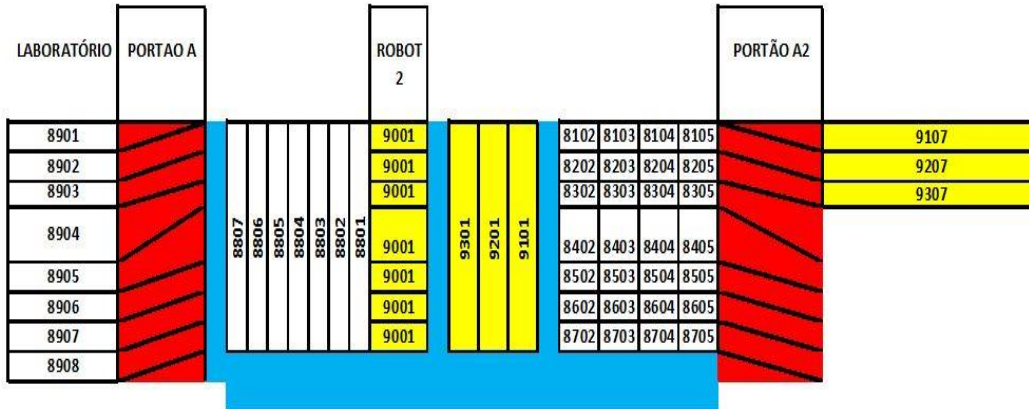 LABORATÓRIO PORTAO A ROBOT 2 PORTÃO A2
8901 9001 8102 8103 8104 8105 9107
8902 9001 8202 8203 8204 8205 9207
8903 9001 8302 8303 8304 8305 9307
8904 8807 8806 8805 8804 8803 8802 8801 9001 9301 9201 9101 8402 8403 8404 8405
8905 9001 8502 8503 8504 8505
8906 9001 8602 8603 8604 8605
8907 9001 8702 8703 8704 8705
8908